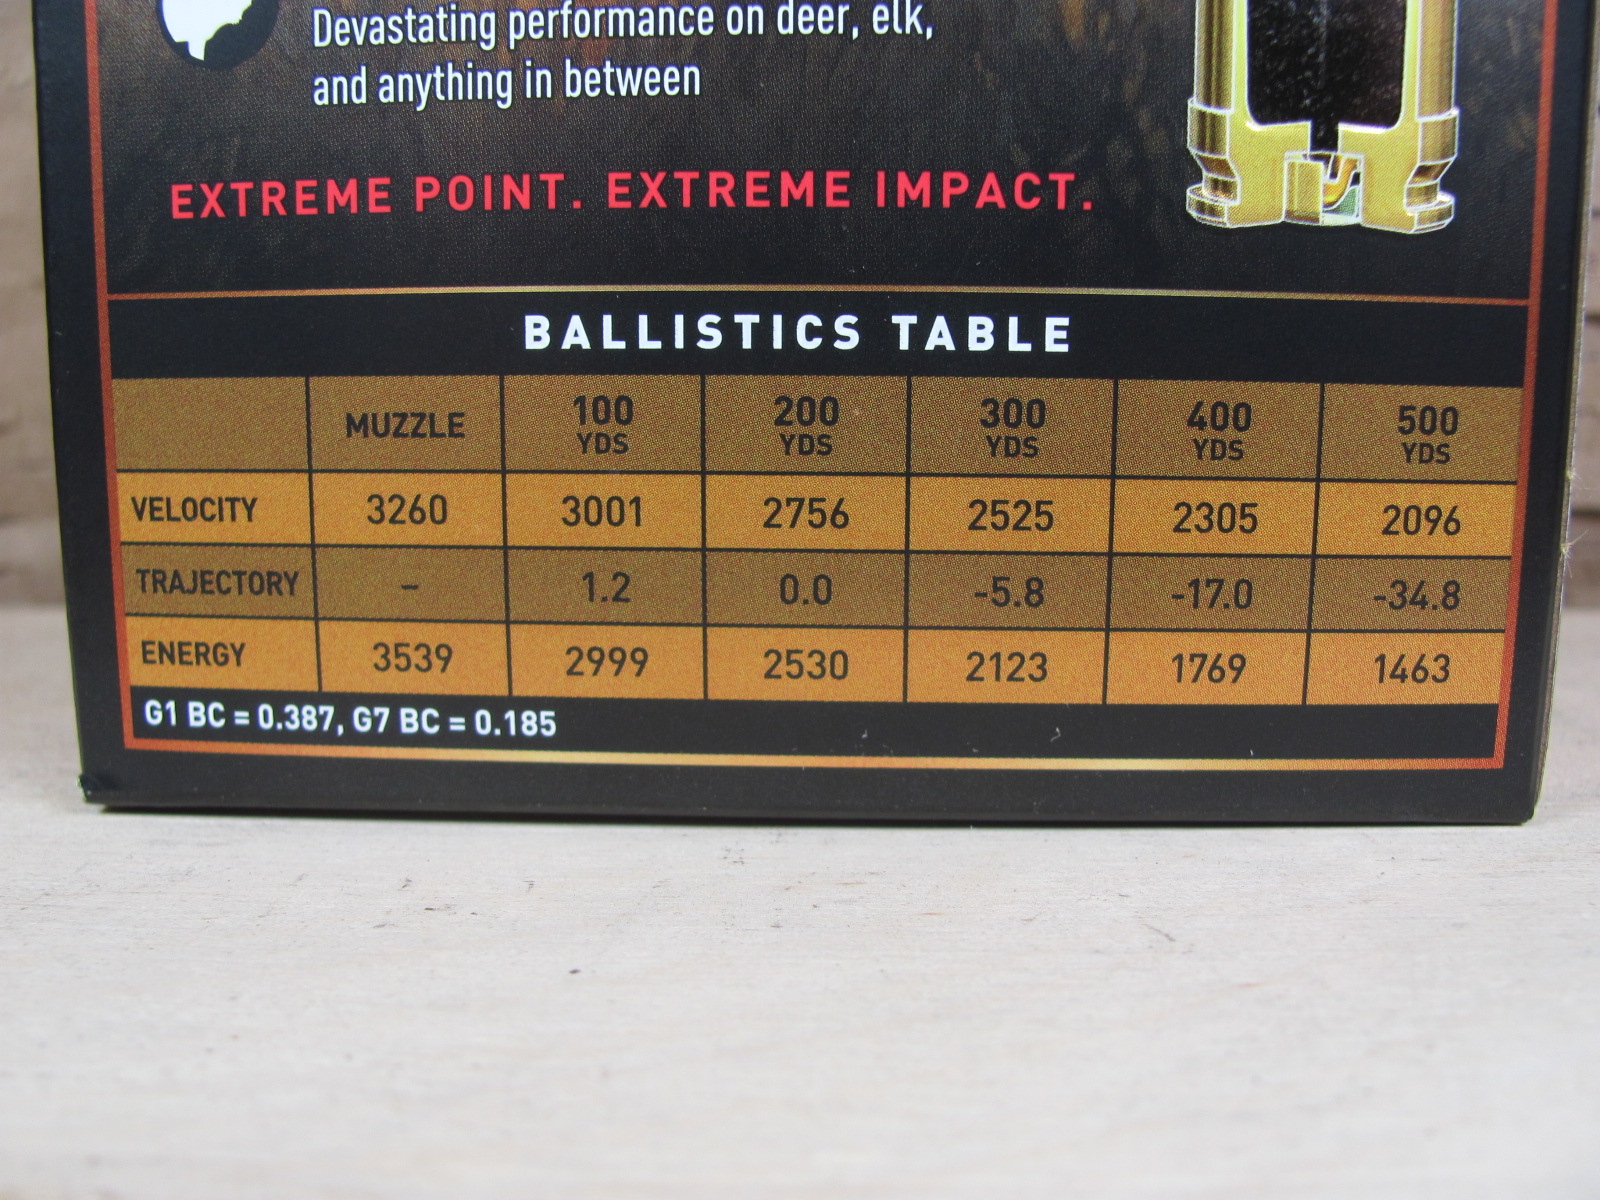 Devastating performance on deer, elk,
and anything in between
EXTREME POINT. EXTREME IMPACT.
BALLISTICS TABLE
MUZZLE 100 YDS 200 YDS 300 YDS 400 YDS 500 YDS
VELOCITY 3260 3001 2756 2525 2305 2096
TRAJECTORY – 1.2 0.0 -5.8 -17.0 -34.8
ENERGY 3539 2999 2530 2123 1769 1463
G1 BC = 0.387, G7 BC = 0.185